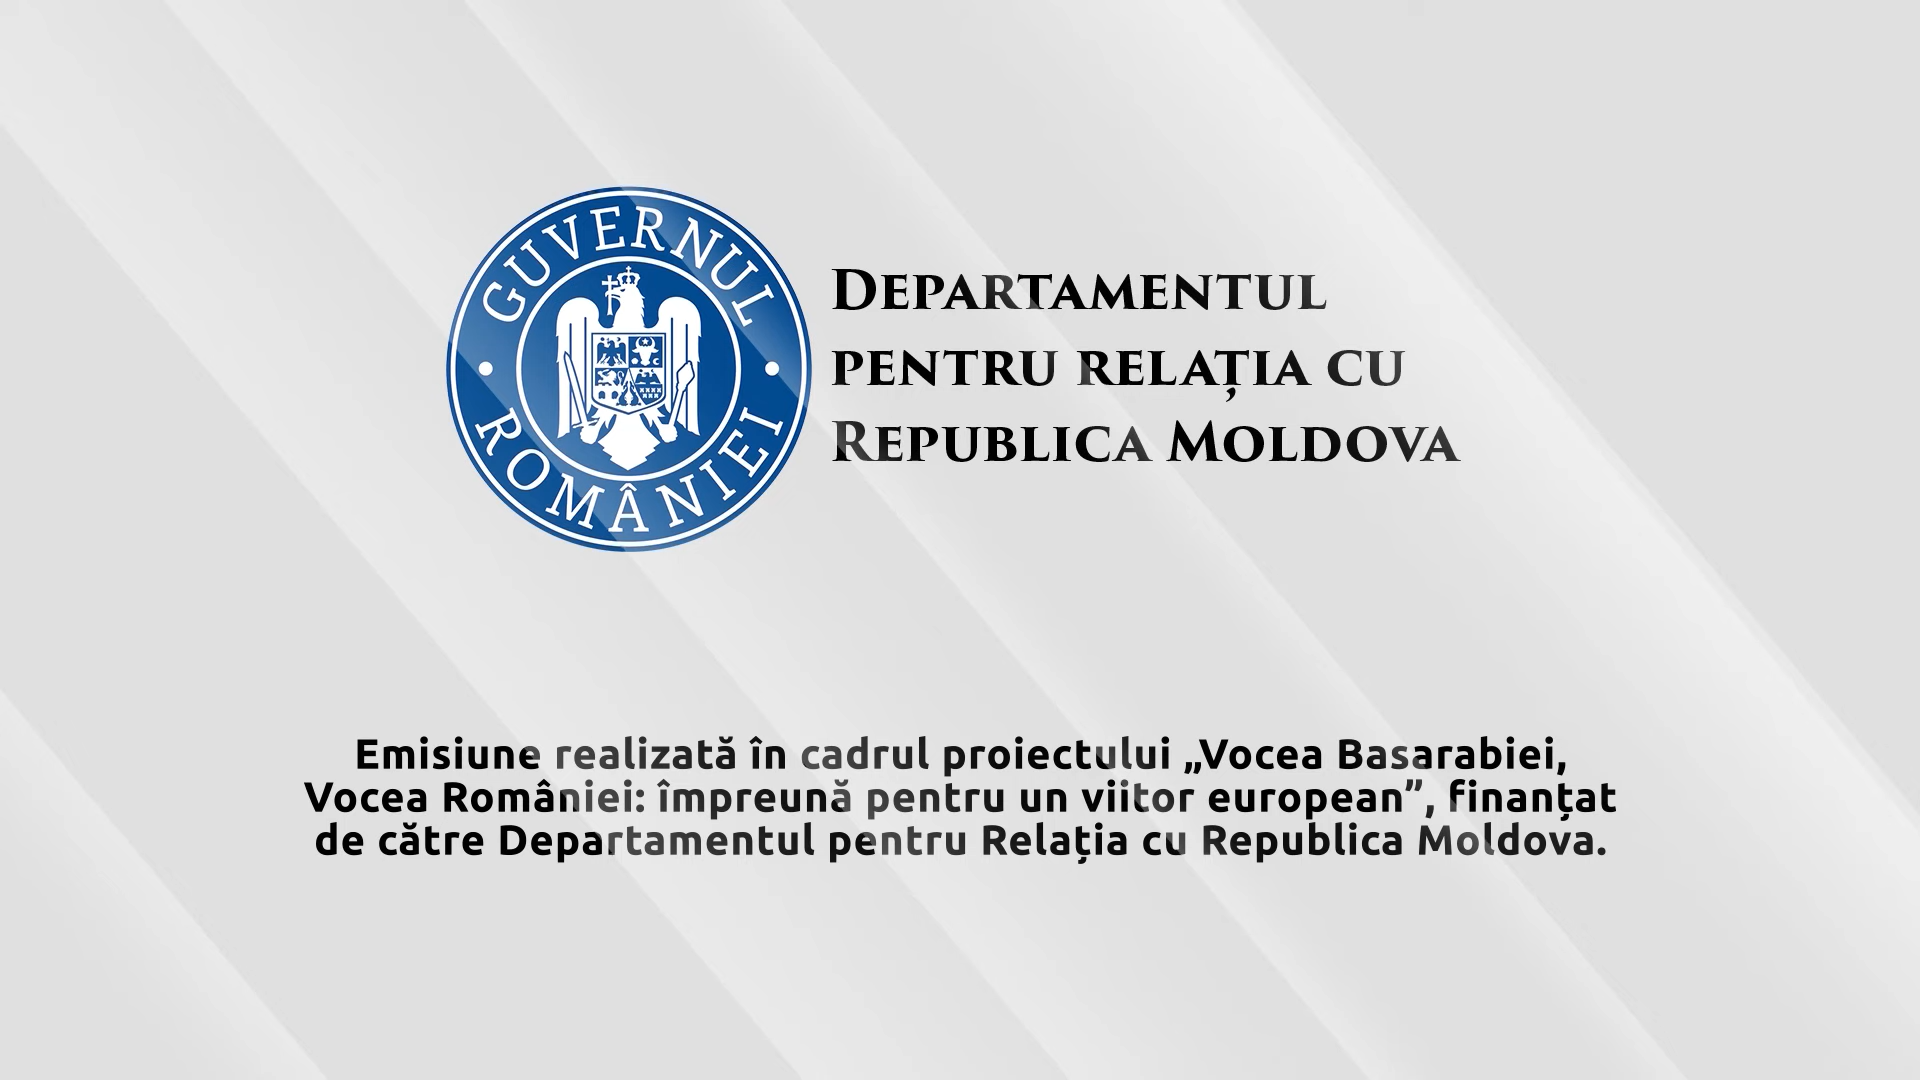 GUVERNUL
ROMÂNIEI
DEPARTAMENTUL
PENTRU RELAȚIA CU
REPUBLICA MOLDOVA
Emisiune realizată în cadrul proiectului „Vocea Basarabiei,
Vocea României: împreună pentru un viitor european”, finanțat
de către Departamentul pentru Relația cu Republica Moldova.